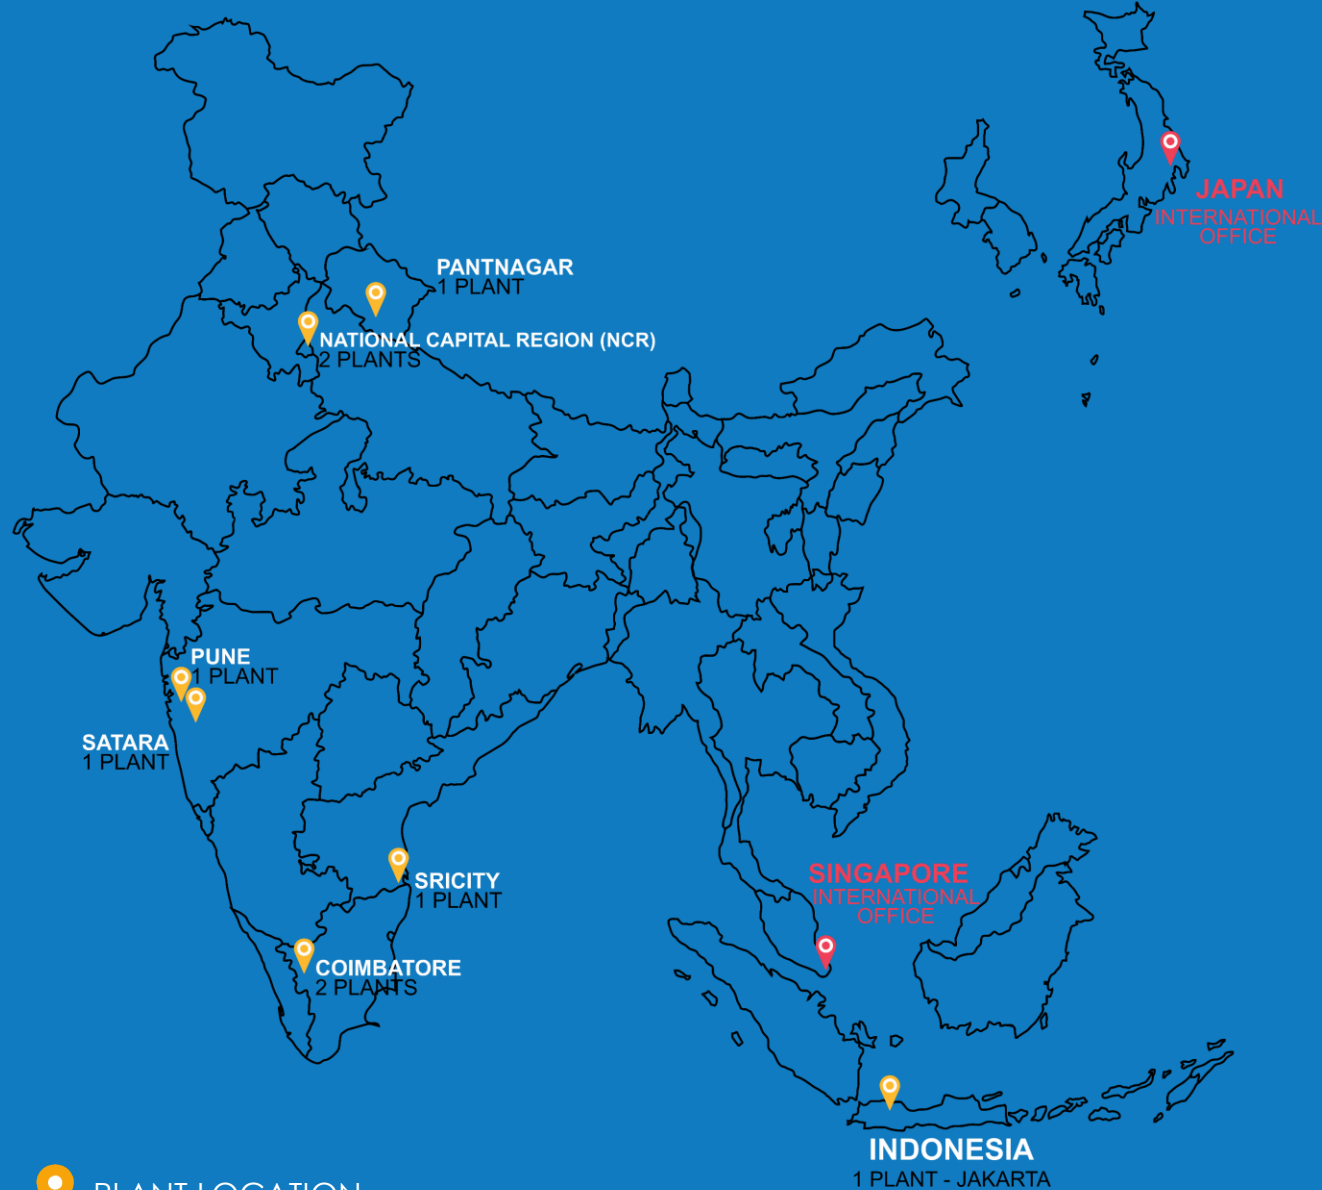 JAPAN
INTERNATIONAL
OFFICE
PANTNAGAR
1 PLANT
NATIONAL CAPITAL REGION (NCR)
2 PLANTS
PUNE
1 PLANT
SATARA
1 PLANT
SRICITY
1 PLANT
SINGAPORE
INTERNATIONAL
OFFICE
COIMBATORE
2 PLANTS
INDONESIA
1 PLANT - JAKARTA
PLANT LOCATION